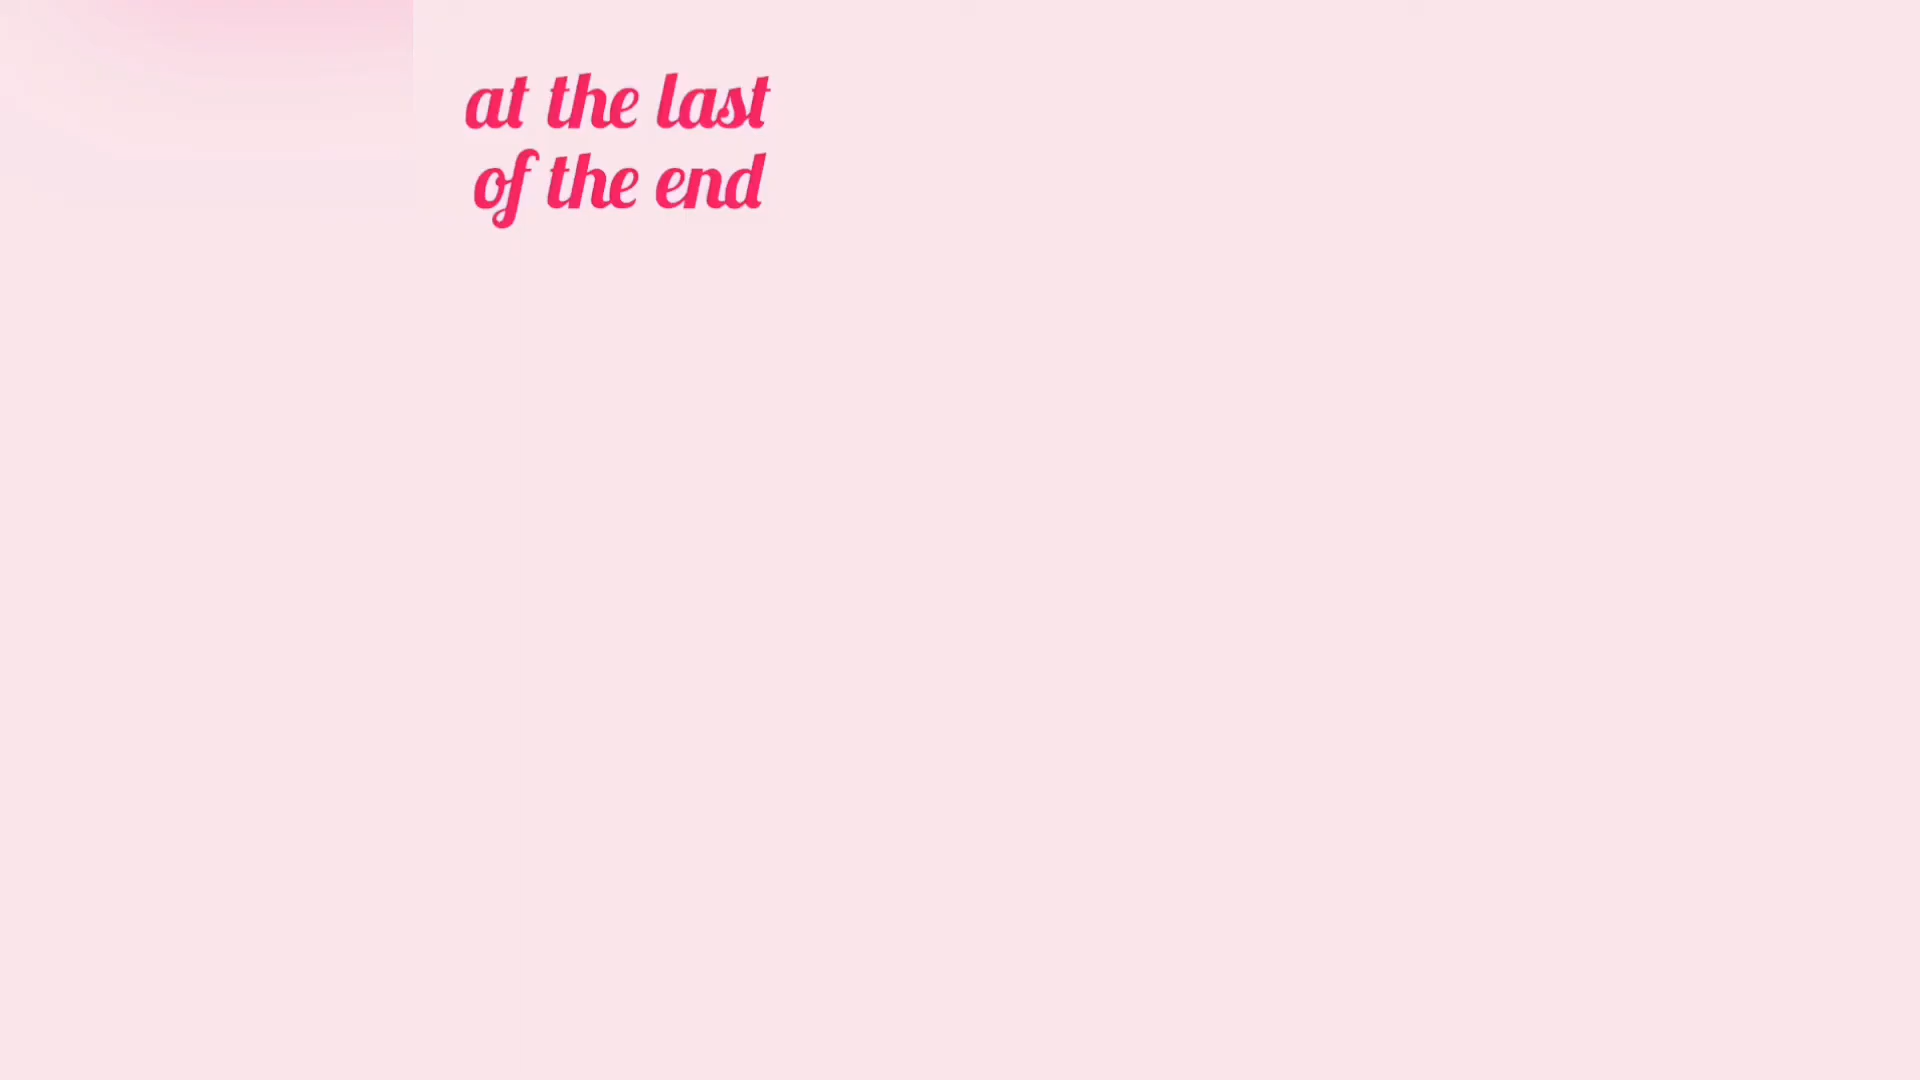 at the last
of the end